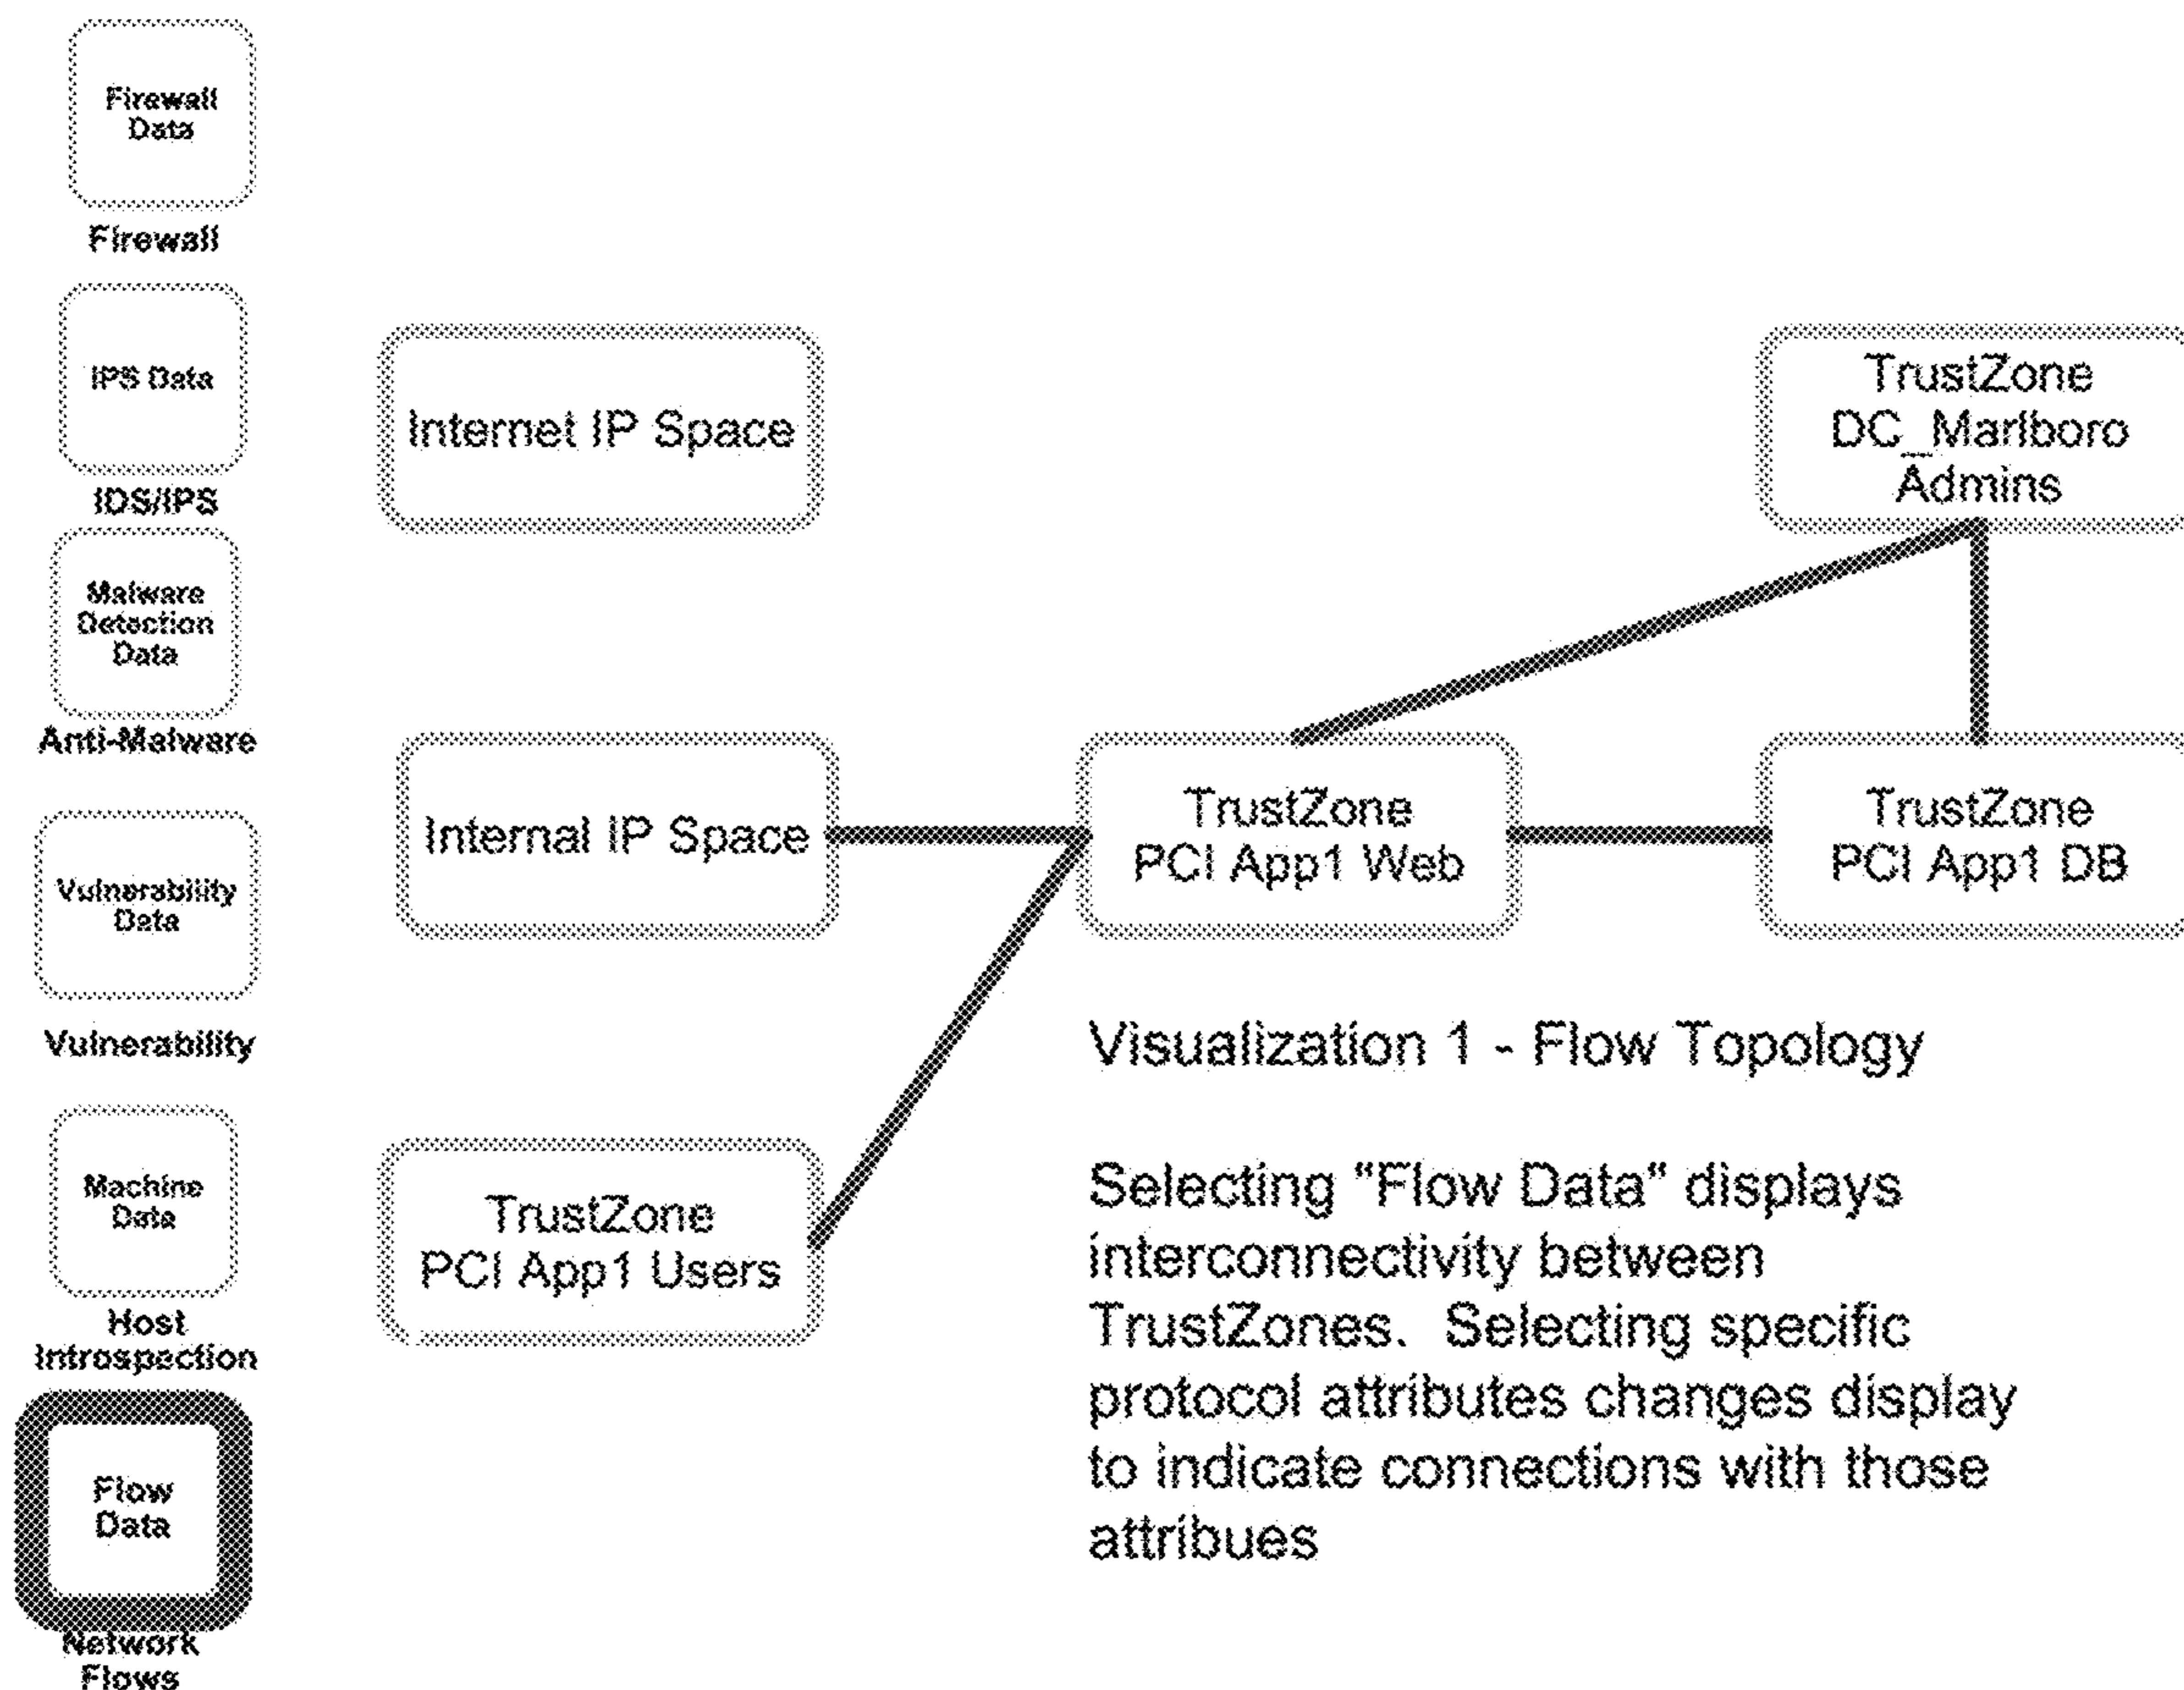 Firewall
Data
Firewall
IPS Data
IDS/IPS
Malware
Detection
Data
Anti-Malware
Vulnerability
Data
Vulnerability
Machine
Data
Host
Introspection
Flow
Data
Network
Flows
Internet IP Space
TrustZone
DC_Marlboro
Admins
Internal IP Space
TrustZone
PCI App1 Web
TrustZone
PCI App1 DB
TrustZone
PCI App1 Users
Visualization 1 - Flow Topology
Selecting "Flow Data" displays
interconnectivity between
TrustZones.  Selecting specific
protocol attributes changes display
to indicate connections with those
attribues